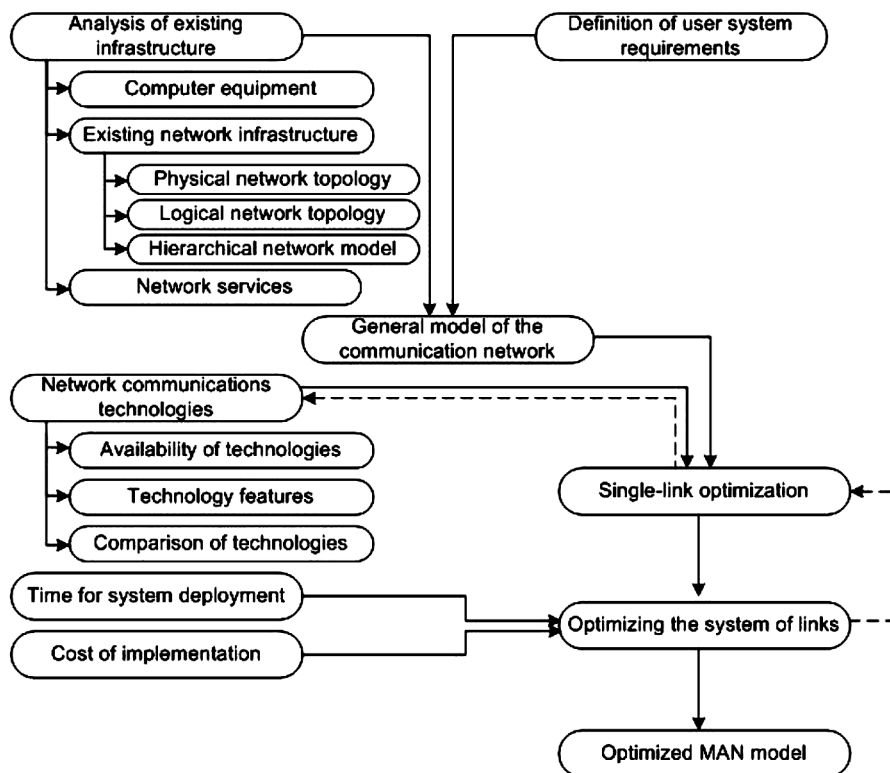 Analysis of existing
infrastructure
Definition of user system
requirements
Computer equipment
Existing network infrastructure
Physical network topology
Logical network topology
Hierarchical network model
Network services
General model of the
communication network
Network communications
technologies
Availability of technologies
Technology features
Comparison of technologies
Single-link optimization
Time for system deployment
Cost of implementation
Optimizing the system of links
Optimized MAN model